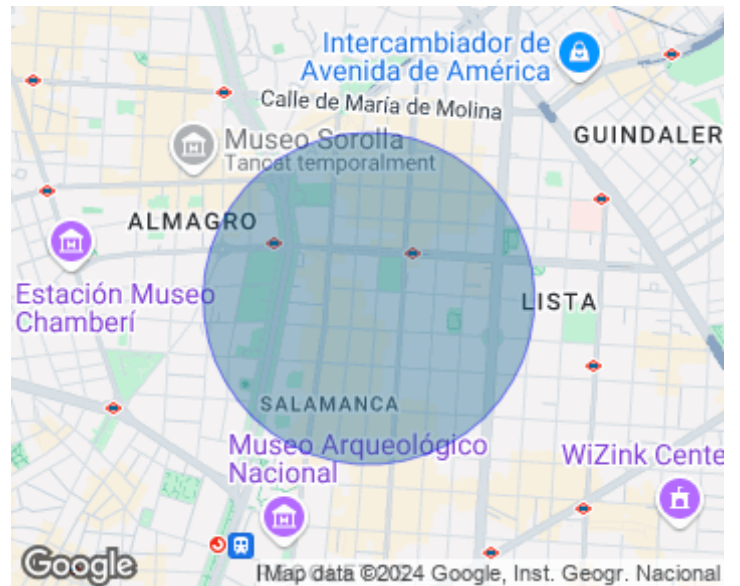 Intercambiador de
Avenida de América
Calle de María de Molina
GUINDALER
Museo Sorolla
Tancat temporalment
ALMAGRO
Estación Museo
Chamberí
LISTA
SALAMANCA
Museo Arqueológico
Nacional
WiZink Cente
Google
Map data ©2024 Google, Inst. Geogr. Nacional